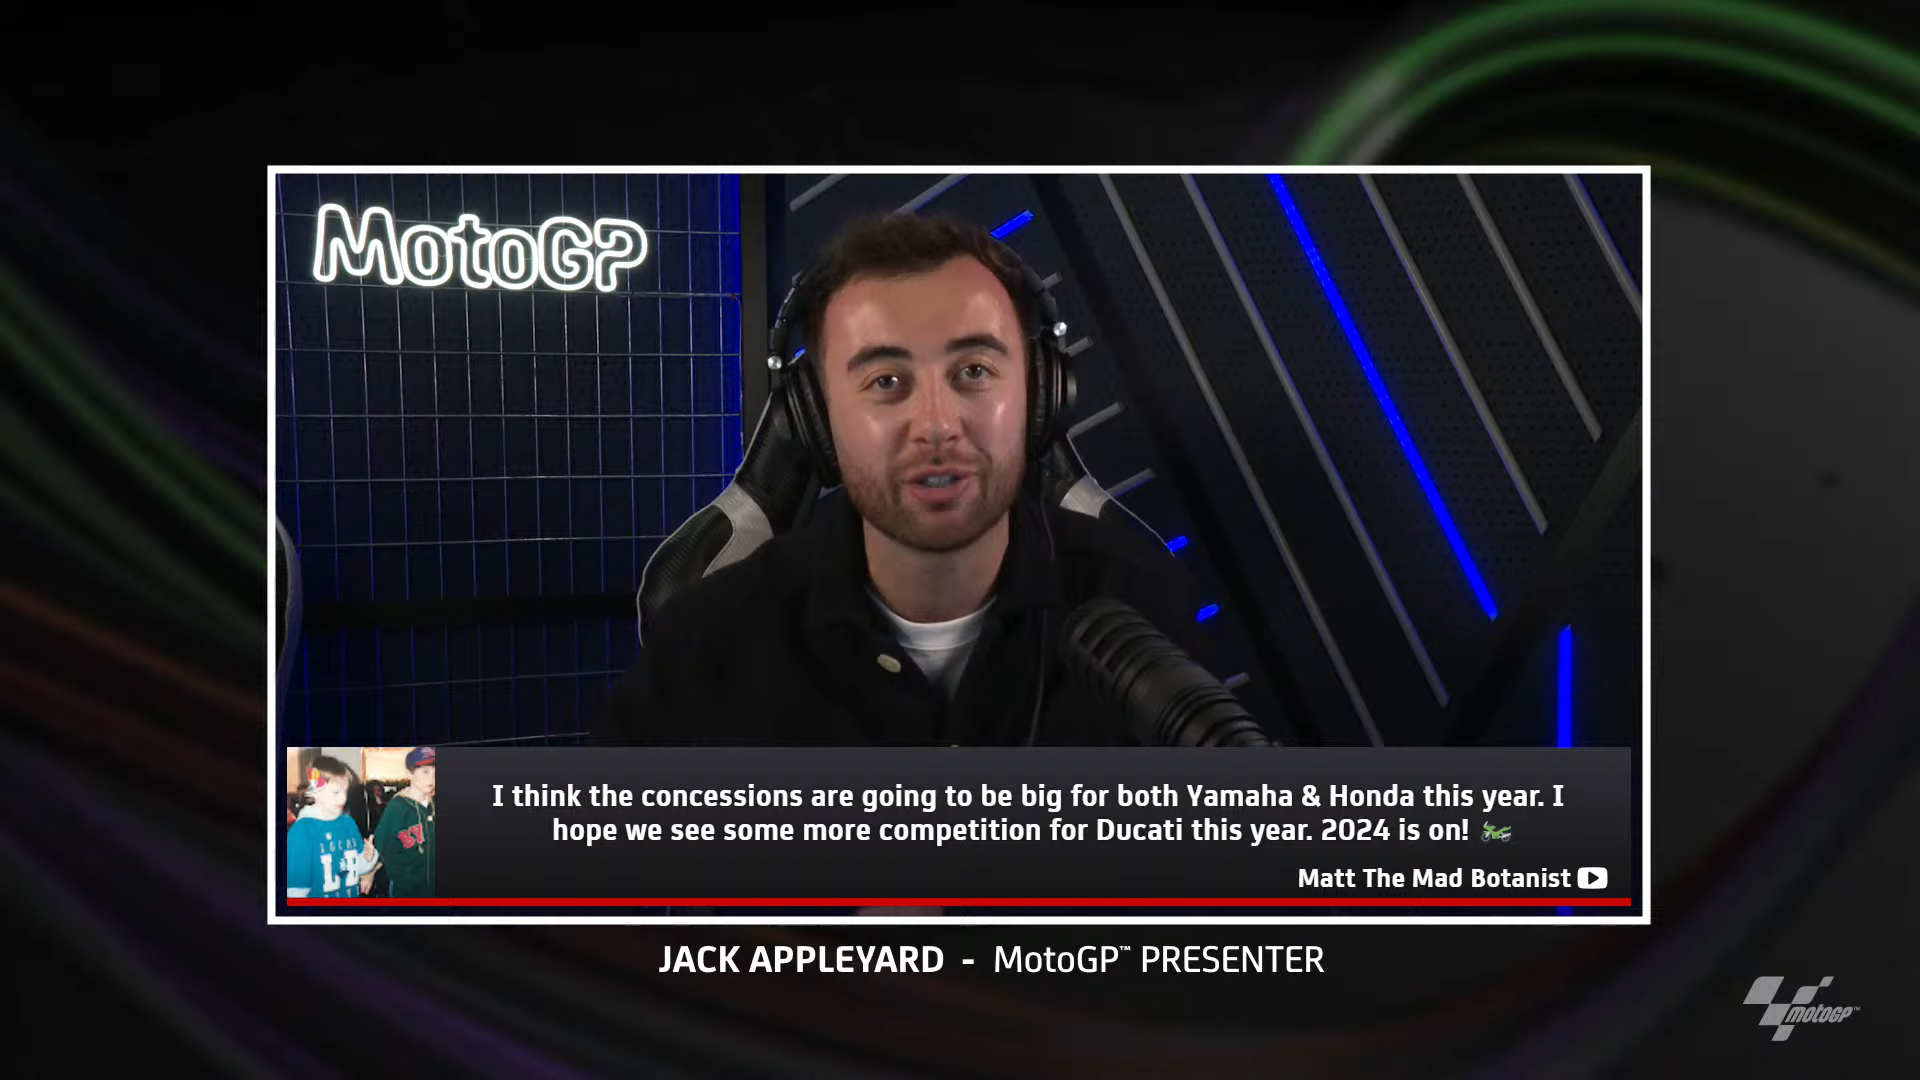 MotoGP
I think the concessions are going to be big for both Yamaha & Honda this year. I
hope we see some more competition for Ducati this year. 2024 is on! 🏍️
Matt The Mad Botanist
JACK APPLEYARD - MotoGP™ PRESENTER
motoGP™